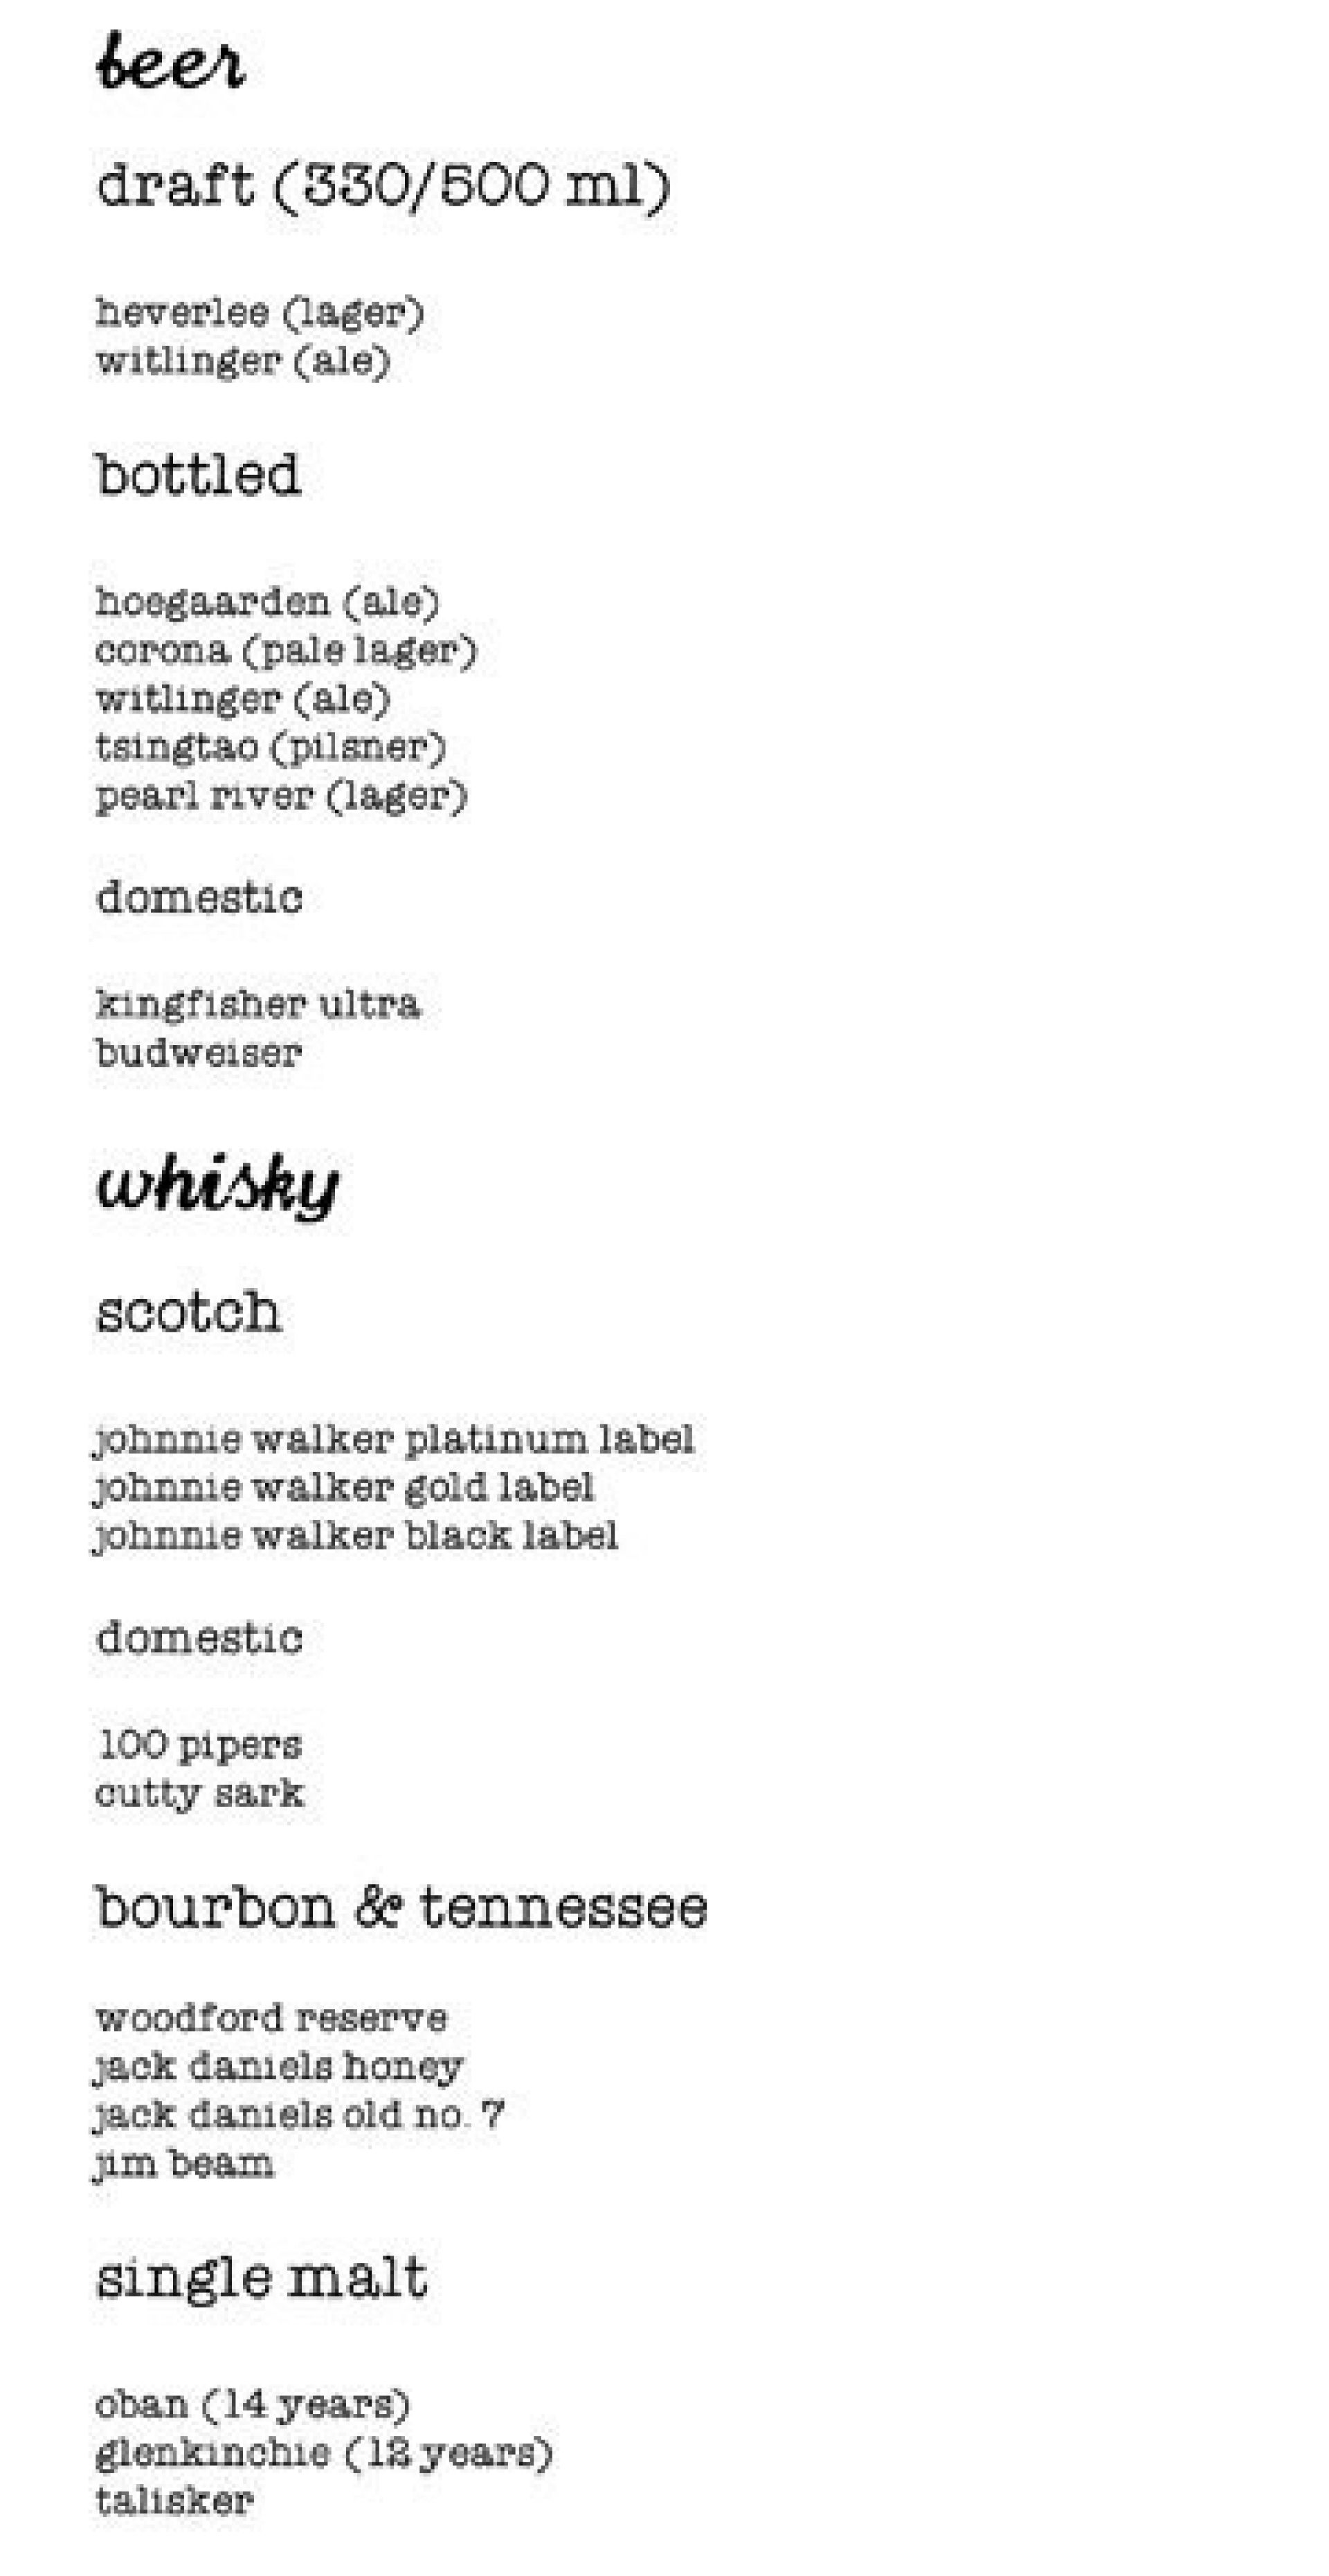 beer
draft (330/500 ml)
heverlee (lager)
witlinger (ale)
bottled
hoegaarden (ale)
corona (pale lager)
witlinger (ale)
tsingtao (pilsner)
pearl river (lager)
domestic
kingfisher ultra
budweiser
whisky
scotch
johnnie walker platinum label
johnnie walker gold label
johnnie walker black label
domestic
100 pipers
cutty sark
bourbon & tennessee
woodford reserve
jack daniels honey
jack daniels old no. 7
jim beam
single malt
oban (14 years)
glenkinchie (12 years)
talisker